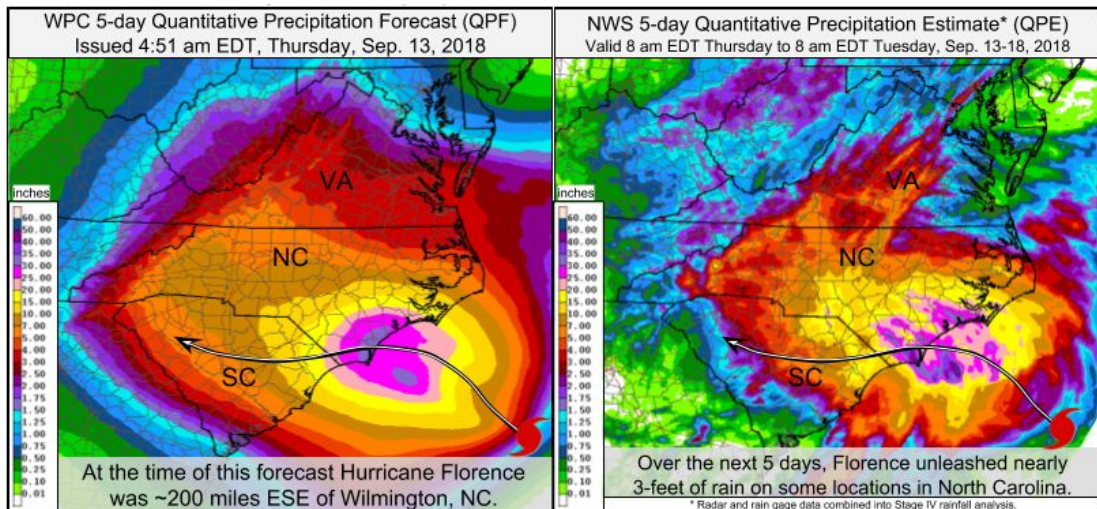 WPC 5-day Quantitative Precipitation Forecast (QPF)
Issued 4:51 am EDT, Thursday, Sep. 13, 2018
VA
NC
SC
inches
60.00
50.00
40.00
30.00
25.00
20.00
15.00
10.00
7.00
5.00
4.00
3.00
2.50
2.00
1.75
1.50
1.25
1.00
0.75
0.50
0.25
0.10
0.01
At the time of this forecast Hurricane Florence
was ~200 miles ESE of Wilmington, NC.
NWS 5-day Quantitative Precipitation Estimate* (QPE)
Valid 8 am EDT Thursday to 8 am EDT Tuesday, Sep. 13-18, 2018
VA
NC
SC
inches
60.00
50.00
40.00
30.00
25.00
20.00
15.00
10.00
7.00
5.00
4.00
3.00
2.50
2.00
1.75
1.50
1.25
1.00
0.75
0.50
0.25
0.10
0.01
Over the next 5 days, Florence unleashed nearly
3-feet of rain on some locations in North Carolina.
* Radar and rain gage data combined into Stage IV rainfall analysis.